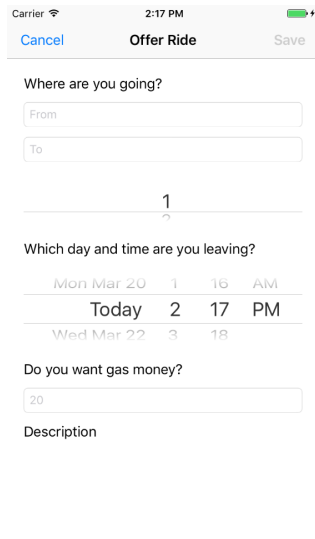 Carrier 2:17 PM
Cancel Offer Ride Save
Where are you going?
From
To
1
2
Which day and time are you leaving?
Mon Mar 20 1 16 AM
Today 2 17 PM
Wed Mar 22 3 18
Do you want gas money?
20
Description